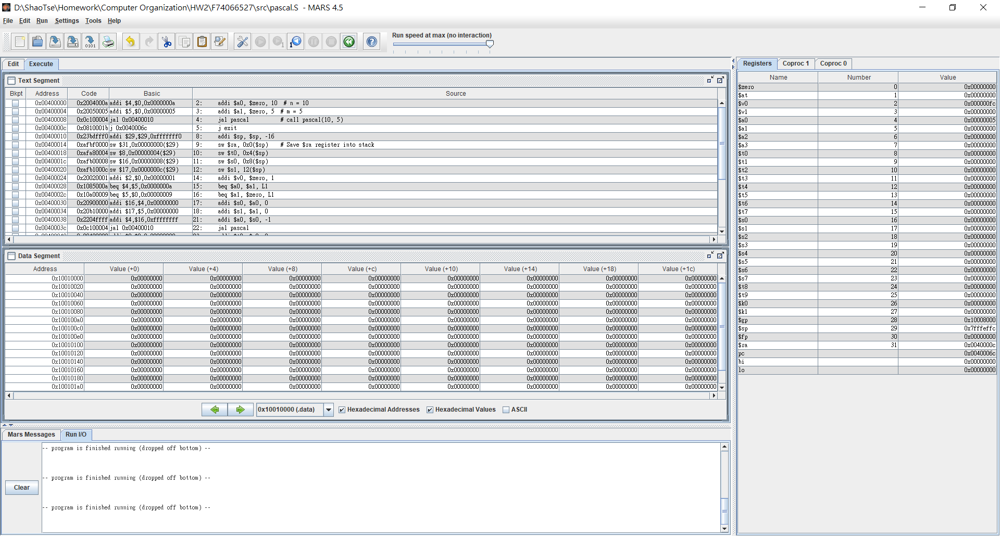 D:\ShaoTse\Homework\Computer Organization\HW2\F74066527\src\pascal.S - MARS 4.5
File Edit Run Settings Tools Help
Run speed at max (no interaction)
Edit Execute
Text Segment
Bkpt Address Code Basic Source
0x00400000 0x2004000a addi $4,$0,0x0000000a 2: addi $a0, $zero, 10 # n = 10
0x00400004 0x20050005 addi $5,$0,0x00000005 3: addi $a1, $zero, 5 # m = 5
0x00400008 0x0c100004 jal 0x00400010 4: jal pascal # call pascal(10, 5)
0x0040000c 0x0810001b j 0x0040006c 5: j exit
0x00400010 0x23bdfff0 addi $29,$29,0xfffffff0 8: addi $sp, $sp, -16
0x00400014 0xafbf0000 sw $31,0x00000000($29) 9: sw $ra, 0x0($sp) # Save $ra register into stack
0x00400018 0xafa80004 sw $8,0x00000004($29) 10: sw $t0, 0x4($sp)
0x0040001c 0xafb00008 sw $16,0x00000008($29) 11: sw $s0, 0x8($sp)
0x00400020 0xafb1000c sw $17,0x0000000c($29) 12: sw $s1, 12($sp)
0x00400024 0x20020001 addi $2,$0,0x00000001 14: addi $v0, $zero, 1
0x00400028 0x1085000a beq $4,$5,0x0000000a 15: beq $a0, $a1, L1
0x0040002c 0x10a00009 beq $5,$0,0x00000009 16: beq $a1, $zero, L1
0x00400030 0x20900000 addi $16,$4,0x00000000 17: addi $s0, $a0, 0
0x00400034 0x20b10000 addi $17,$5,0x00000000 18: addi $s1, $a1, 0
0x00400038 0x2204ffff addi $4,$16,0xffffffff 21: addi $a0, $s0, -1
0x0040003c 0x0c100004 jal 0x00400010 22: jal pascal
Data Segment
Address Value (+0) Value (+4) Value (+8) Value (+c) Value (+10) Value (+14) Value (+18) Value (+1c)
0x10010000 0x00000000 0x00000000 0x00000000 0x00000000 0x00000000 0x00000000 0x00000000 0x00000000
0x10010020 0x00000000 0x00000000 0x00000000 0x00000000 0x00000000 0x00000000 0x00000000 0x00000000
0x10010040 0x00000000 0x00000000 0x00000000 0x00000000 0x00000000 0x00000000 0x00000000 0x00000000
0x10010060 0x00000000 0x00000000 0x00000000 0x00000000 0x00000000 0x00000000 0x00000000 0x00000000
0x10010080 0x00000000 0x00000000 0x00000000 0x00000000 0x00000000 0x00000000 0x00000000 0x00000000
0x100100a0 0x00000000 0x00000000 0x00000000 0x00000000 0x00000000 0x00000000 0x00000000 0x00000000
0x100100c0 0x00000000 0x00000000 0x00000000 0x00000000 0x00000000 0x00000000 0x00000000 0x00000000
0x100100e0 0x00000000 0x00000000 0x00000000 0x00000000 0x00000000 0x00000000 0x00000000 0x00000000
0x10010100 0x00000000 0x00000000 0x00000000 0x00000000 0x00000000 0x00000000 0x00000000 0x00000000
0x10010120 0x00000000 0x00000000 0x00000000 0x00000000 0x00000000 0x00000000 0x00000000 0x00000000
0x10010140 0x00000000 0x00000000 0x00000000 0x00000000 0x00000000 0x00000000 0x00000000 0x00000000
0x10010160 0x00000000 0x00000000 0x00000000 0x00000000 0x00000000 0x00000000 0x00000000 0x00000000
0x10010180 0x00000000 0x00000000 0x00000000 0x00000000 0x00000000 0x00000000 0x00000000 0x00000000
0x100101a0 0x00000000 0x00000000 0x00000000 0x00000000 0x00000000 0x00000000 0x00000000 0x00000000
0x10010000 (.data) Hexadecimal Addresses Hexadecimal Values ASCII
Mars Messages Run I/O
Clear
-- program is finished running (dropped off bottom) --
-- program is finished running (dropped off bottom) --
-- program is finished running (dropped off bottom) --
Registers Coproc 1 Coproc 0
Name Number Value
$zero 0 0x00000000
$at 1 0x00000000
$v0 2 0x000000fc
$v1 3 0x00000000
$a0 4 0x00000005
$a1 5 0x00000000
$a2 6 0x00000000
$a3 7 0x00000000
$t0 8 0x00000000
$t1 9 0x00000000
$t2 10 0x00000000
$t3 11 0x00000000
$t4 12 0x00000000
$t5 13 0x00000000
$t6 14 0x00000000
$t7 15 0x00000000
$s0 16 0x00000000
$s1 17 0x00000000
$s2 18 0x00000000
$s3 19 0x00000000
$s4 20 0x00000000
$s5 21 0x00000000
$s6 22 0x00000000
$s7 23 0x00000000
$t8 24 0x00000000
$t9 25 0x00000000
$k0 26 0x00000000
$k1 27 0x00000000
$gp 28 0x10008000
$sp 29 0x7fffeffc
$fp 30 0x00000000
$ra 31 0x0040000c
pc 0x0040006c
hi 0x00000000
lo 0x00000000